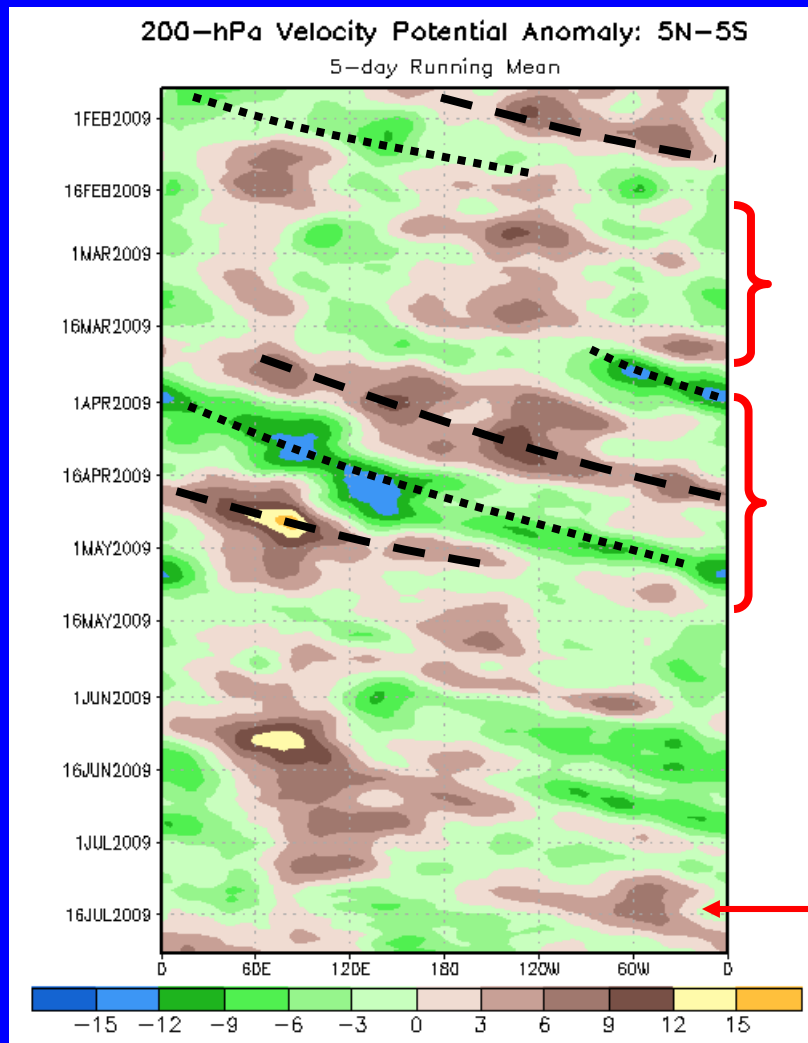 200-hPa Velocity Potential Anomaly: 5N-5S
5-day Running Mean
1FEB2009
16FEB2009
1MAR2009
16MAR2009
1APR2009
16APR2009
1MAY2009
16MAY2009
1JUN2009
16JUN2009
1JUL2009
16JUL2009
0 60E 120E 180 120W 60W 0
-15 -12 -9 -6 -3 0 3 6 9 12 15